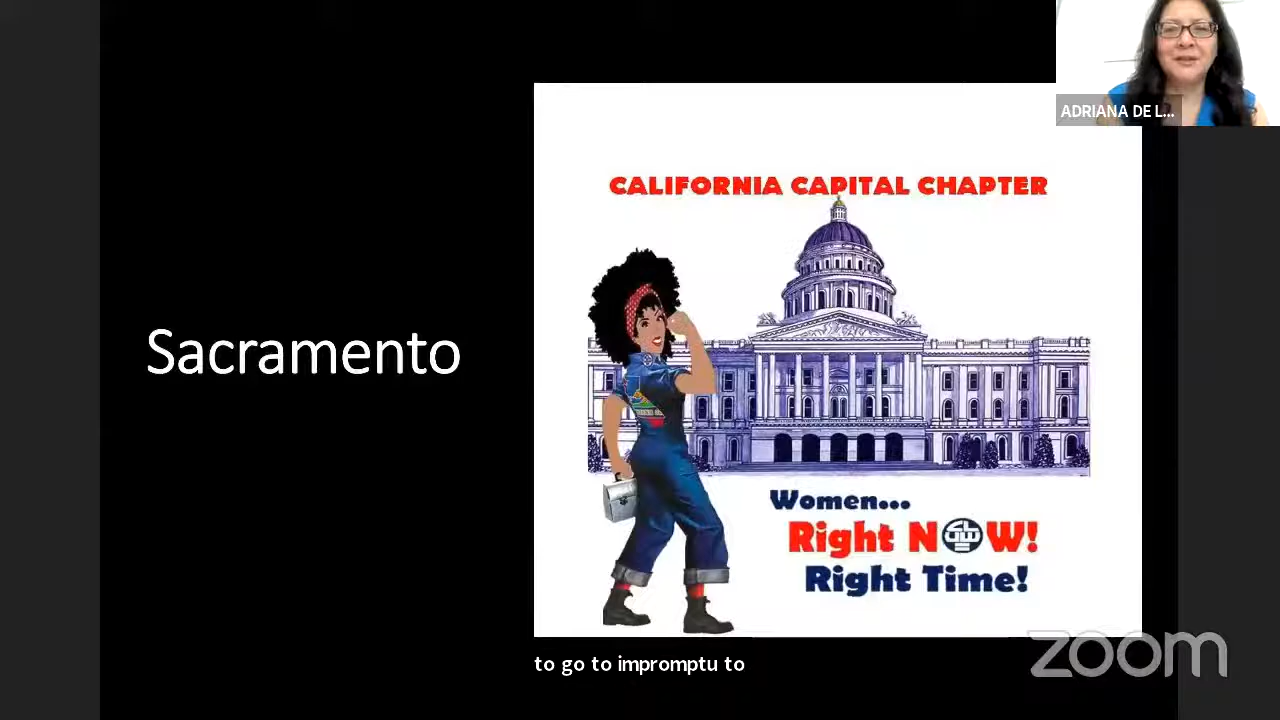 ADRIANA DE L...
CALIFORNIA CAPITAL CHAPTER
Sacramento
Women...
Right NOW!
Right Time!
zoom
to go to impromptu to